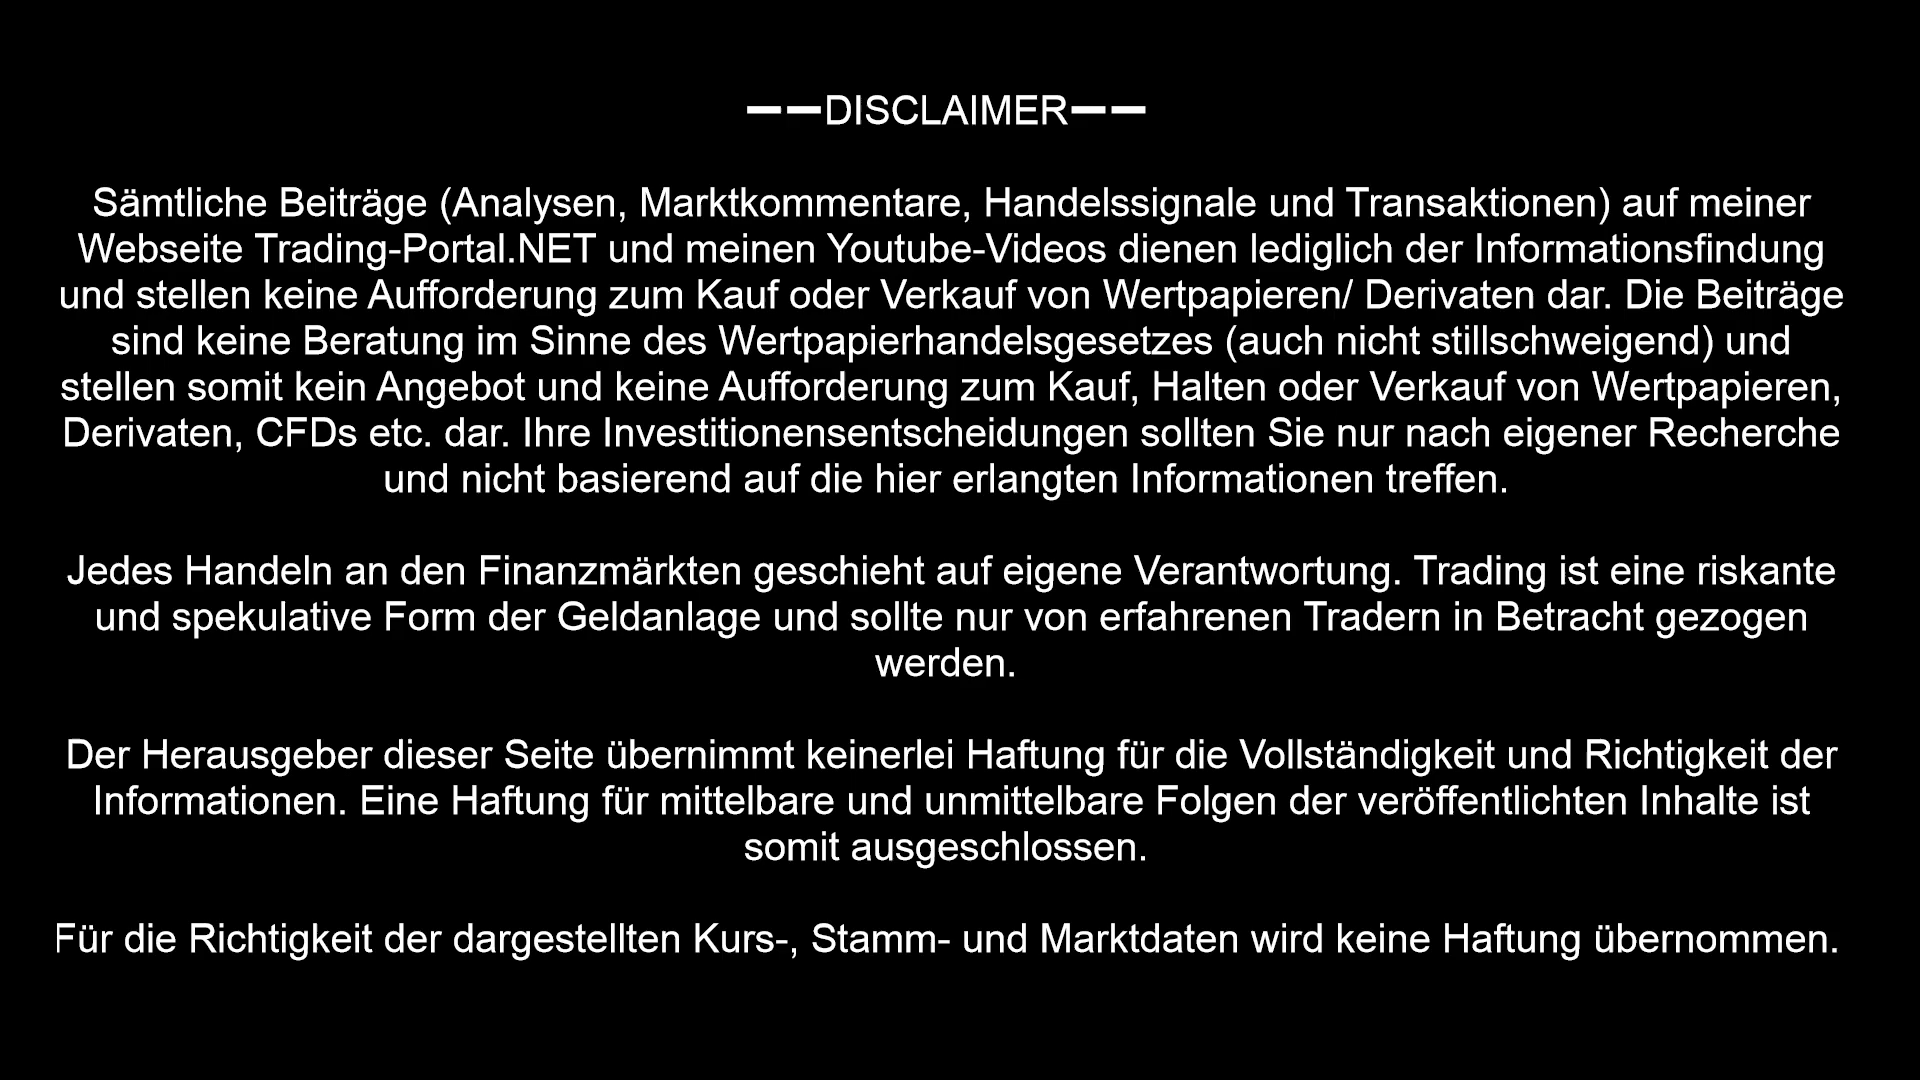 ——DISCLAIMER——
Sämtliche Beiträge (Analysen, Marktkommentare, Handelssignale und Transaktionen) auf meiner
Webseite Trading-Portal.NET und meinen Youtube-Videos dienen lediglich der Informationsfindung
und stellen keine Aufforderung zum Kauf oder Verkauf von Wertpapieren/ Derivaten dar. Die Beiträge
sind keine Beratung im Sinne des Wertpapierhandelsgesetzes (auch nicht stillschweigend) und
stellen somit kein Angebot und keine Aufforderung zum Kauf, Halten oder Verkauf von Wertpapieren,
Derivaten, CFDs etc. dar. Ihre Investitionensentscheidungen sollten Sie nur nach eigener Recherche
und nicht basierend auf die hier erlangten Informationen treffen.
Jedes Handeln an den Finanzmärkten geschieht auf eigene Verantwortung. Trading ist eine riskante
und spekulative Form der Geldanlage und sollte nur von erfahrenen Tradern in Betracht gezogen
werden.
Der Herausgeber dieser Seite übernimmt keinerlei Haftung für die Vollständigkeit und Richtigkeit der
Informationen. Eine Haftung für mittelbare und unmittelbare Folgen der veröffentlichten Inhalte ist
somit ausgeschlossen.
Für die Richtigkeit der dargestellten Kurs-, Stamm- und Marktdaten wird keine Haftung übernommen.